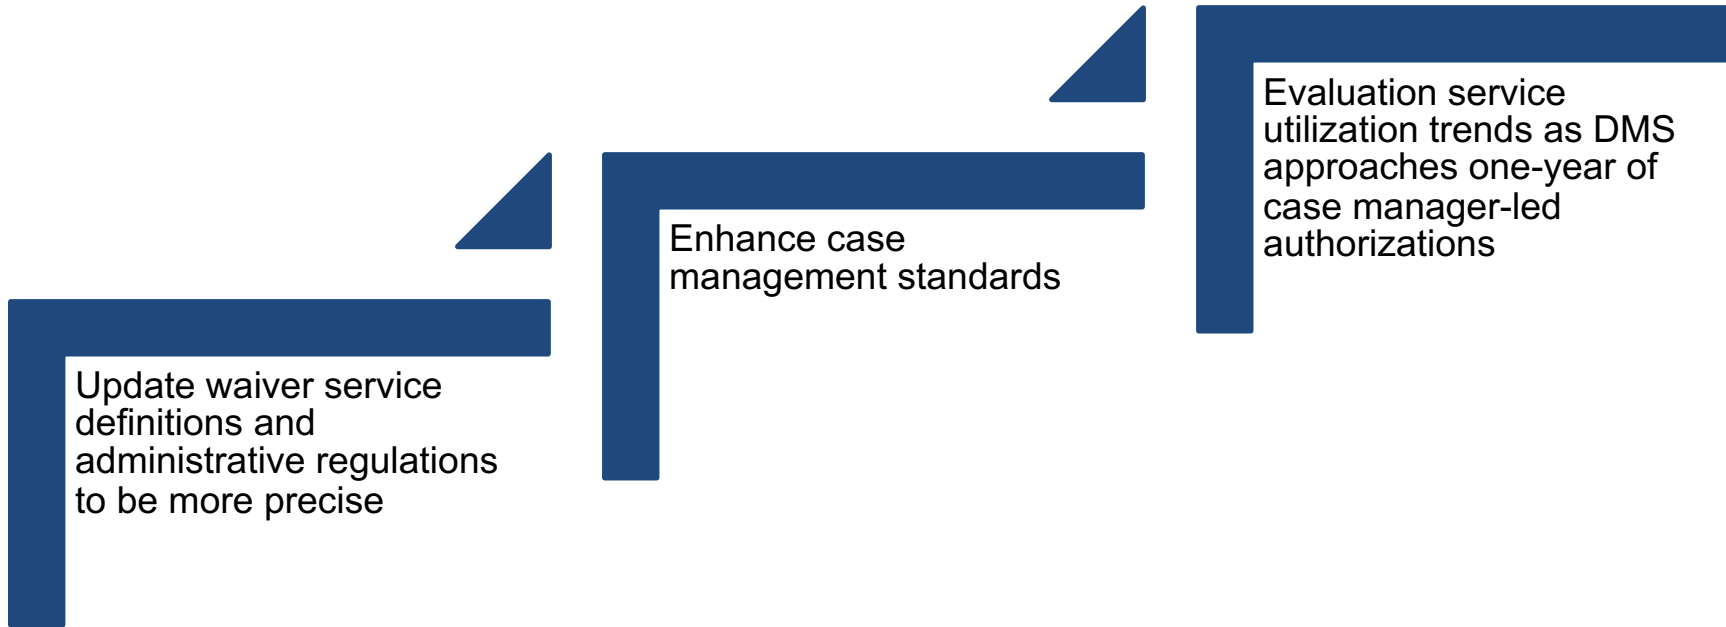 Update waiver service
definitions and
administrative regulations
to be more precise
Enhance case
management standards
Evaluation service
utilization trends as DMS
approaches one-year of
case manager-led
authorizations